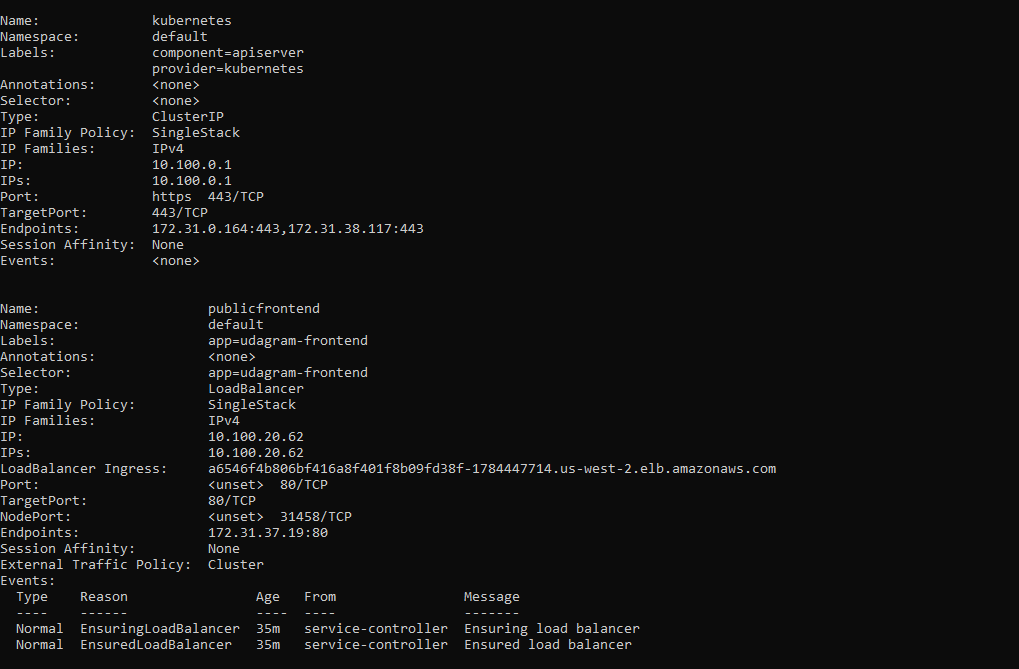 Name:              kubernetes
Namespace:         default
Labels:            component=apiserver
                   provider=kubernetes
Annotations:       <none>
Selector:          <none>
Type:              ClusterIP
IP Family Policy:  SingleStack
IP Families:       IPv4
IP:                10.100.0.1
IPs:               10.100.0.1
Port:              https  443/TCP
TargetPort:        443/TCP
Endpoints:         172.31.0.164:443,172.31.38.117:443
Session Affinity:  None
Events:            <none>
Name:                     publicfrontend
Namespace:                default
Labels:                   app=udagram-frontend
Annotations:              <none>
Selector:                 app=udagram-frontend
Type:                     LoadBalancer
IP Family Policy:         SingleStack
IP Families:              IPv4
IP:                       10.100.20.62
IPs:                      10.100.20.62
LoadBalancer Ingress:     a6546f4b806bf416a8f401f8b09fd38f-1784447714.us-west-2.elb.amazonaws.com
Port:                     <unset>  80/TCP
TargetPort:               80/TCP
NodePort:                 <unset>  31458/TCP
Endpoints:                172.31.37.19:80
Session Affinity:         None
External Traffic Policy:  Cluster
Events:
  Type    Reason                Age   From                Message
  ----    ------                ----  ----                -------
  Normal  EnsuringLoadBalancer  35m   service-controller  Ensuring load balancer
  Normal  EnsuredLoadBalancer   35m   service-controller  Ensured load balancer